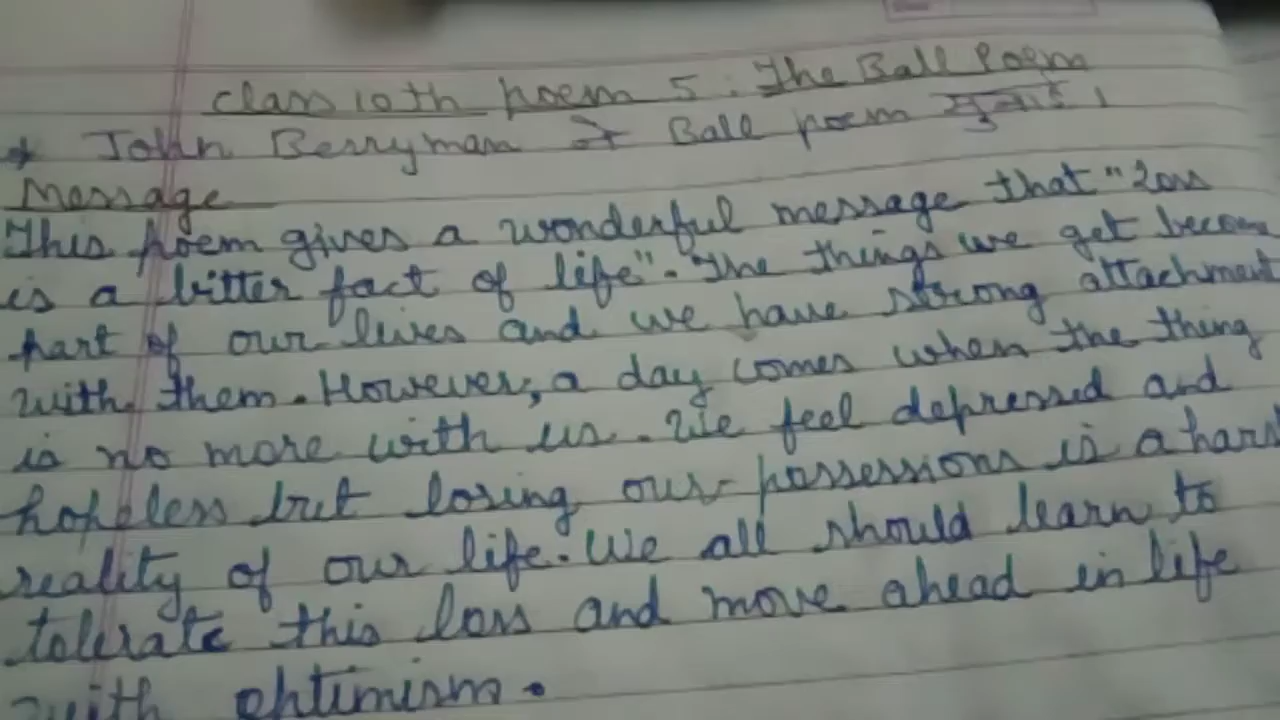 class 10th poem 5. The Ball Poem
* John Berryman ने Ball poem सुनाई।
Message
This poem gives a wonderful message that "Loss
is a bitter fact of life". The things we get become
part of our lives and we have strong attachment
with them. However, a day comes when the thing
is no more with us. We feel depressed and
hopeless but losing our possessions is a hard
reality of our life. We all should learn to
tolerate this loss and move ahead in life
with optimism.